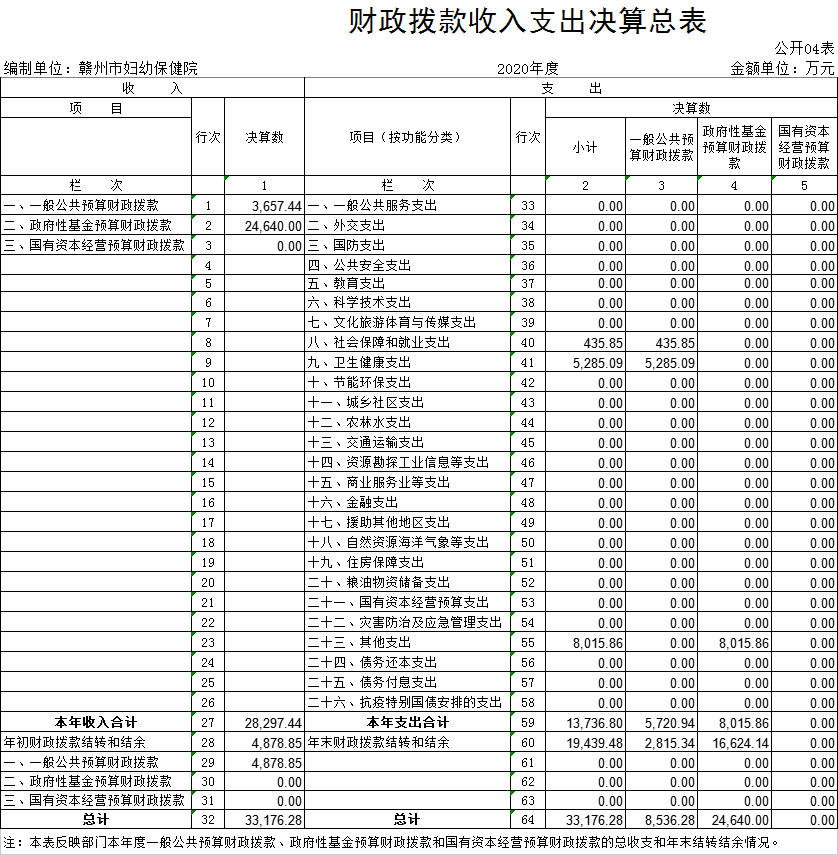 财政拨款收入支出决算总表
公开04表
编制单位：赣州市妇幼保健院 2020年度 金额单位：万元
收 入 支 出
项 目 行次 决算数 项目（按功能分类） 行次 决算数
小计 一般公共预算财政拨款 政府性基金预算财政拨款 国有资本经营预算财政拨款
栏 次 1 栏 次 2 3 4 5
一、一般公共预算财政拨款 1 3,657.44 一、一般公共服务支出 33 0.00 0.00 0.00 0.00
二、政府性基金预算财政拨款 2 24,640.00 二、外交支出 34 0.00 0.00 0.00 0.00
三、国有资本经营预算财政拨款 3 0.00 三、国防支出 35 0.00 0.00 0.00 0.00
4 四、公共安全支出 36 0.00 0.00 0.00 0.00
5 五、教育支出 37 0.00 0.00 0.00 0.00
6 六、科学技术支出 38 0.00 0.00 0.00 0.00
7 七、文化旅游体育与传媒支出 39 0.00 0.00 0.00 0.00
8 八、社会保障和就业支出 40 435.85 435.85 0.00 0.00
9 九、卫生健康支出 41 5,285.09 5,285.09 0.00 0.00
10 十、节能环保支出 42 0.00 0.00 0.00 0.00
11 十一、城乡社区支出 43 0.00 0.00 0.00 0.00
12 十二、农林水支出 44 0.00 0.00 0.00 0.00
13 十三、交通运输支出 45 0.00 0.00 0.00 0.00
14 十四、资源勘探工业信息等支出 46 0.00 0.00 0.00 0.00
15 十五、商业服务业等支出 47 0.00 0.00 0.00 0.00
16 十六、金融支出 48 0.00 0.00 0.00 0.00
17 十七、援助其他地区支出 49 0.00 0.00 0.00 0.00
18 十八、自然资源海洋气象等支出 50 0.00 0.00 0.00 0.00
19 十九、住房保障支出 51 0.00 0.00 0.00 0.00
20 二十、粮油物资储备支出 52 0.00 0.00 0.00 0.00
21 二十一、国有资本经营预算支出 53 0.00 0.00 0.00 0.00
22 二十二、灾害防治及应急管理支出 54 0.00 0.00 0.00 0.00
23 二十三、其他支出 55 8,015.86 0.00 8,015.86 0.00
24 二十四、债务还本支出 56 0.00 0.00 0.00 0.00
25 二十五、债务付息支出 57 0.00 0.00 0.00 0.00
26 二十六、抗疫特别国债安排的支出 58 0.00 0.00 0.00 0.00
本年收入合计 27 28,297.44 本年支出合计 59 13,736.80 5,720.94 8,015.86 0.00
年初财政拨款结转和结余 28 4,878.85 年末财政拨款结转和结余 60 19,439.48 2,815.34 16,624.14 0.00
一、一般公共预算财政拨款 29 4,878.85 61 0.00 0.00 0.00 0.00
二、政府性基金预算财政拨款 30 0.00 62 0.00 0.00 0.00 0.00
三、国有资本经营预算财政拨款 31 0.00 63 0.00 0.00 0.00 0.00
总计 32 33,176.28 总计 64 33,176.28 8,536.28 24,640.00 0.00
注：本表反映部门本年度一般公共预算财政拨款、政府性基金预算财政拨款和国有资本经营预算财政拨款的总收支和年末结转结余情况。